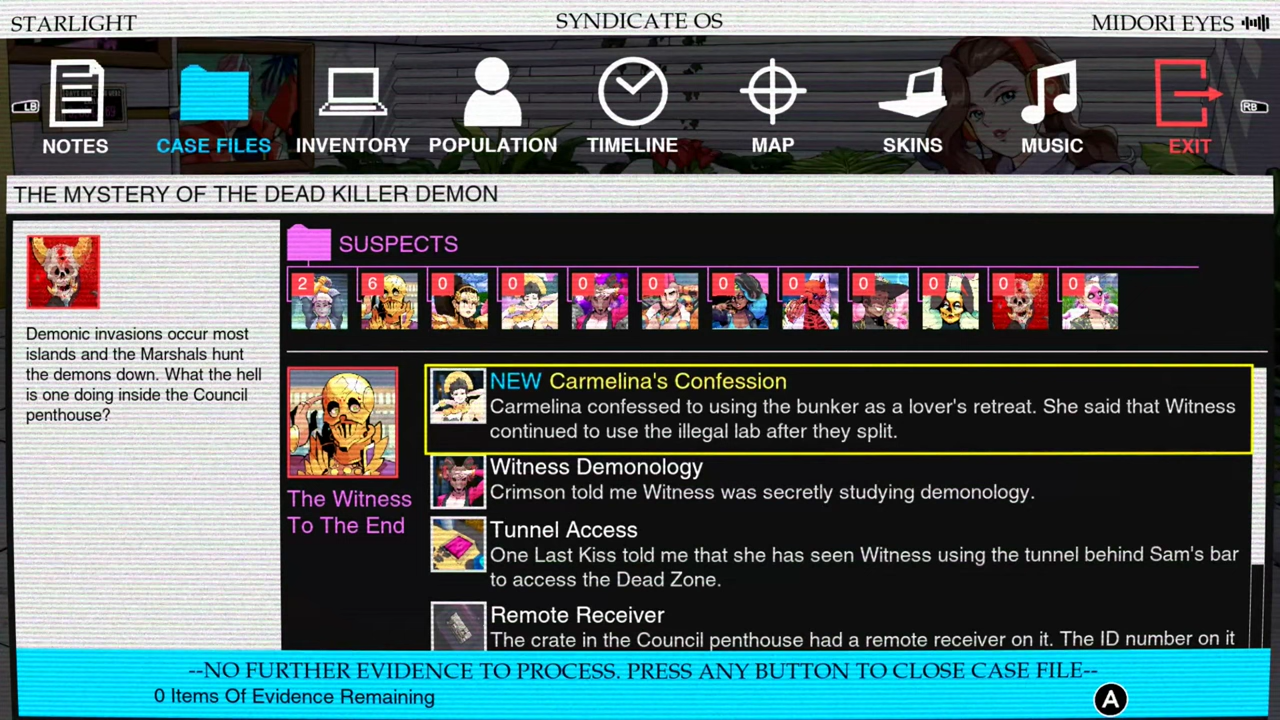 STARLIGHT
SYNDICATE OS
MIDORI EYES
LB
RB
NOTES
CASE FILES
INVENTORY
POPULATION
TIMELINE
MAP
SKINS
MUSIC
EXIT
THE MYSTERY OF THE DEAD KILLER DEMON
Demonic invasions occur most
islands and the Marshals hunt
the demons down. What the hell
is one doing inside the Council
penthouse?
SUSPECTS
2
6
0
0
0
0
0
0
0
0
0
0
The Witness
To The End
NEW Carmelina's Confession
Carmelina confessed to using the bunker as a lover's retreat. She said that Witness
continued to use the illegal Isle after they split.
Witness Demonology
Crimson told me Witness was secretly studying demonology.
Tunnel Access
One Last Kiss told me that she has seen Witness using the tunnel behind Sam's bar
to access the Dead Zone.
Remote Receiver
The crate in the Council penthouse had a remote receiver on it. The ID number on it
--NO FURTHER EVIDENCE TO PROCESS. PRESS ANY BUTTON TO CLOSE CASE FILE--
0 Items Of Evidence Remaining
A